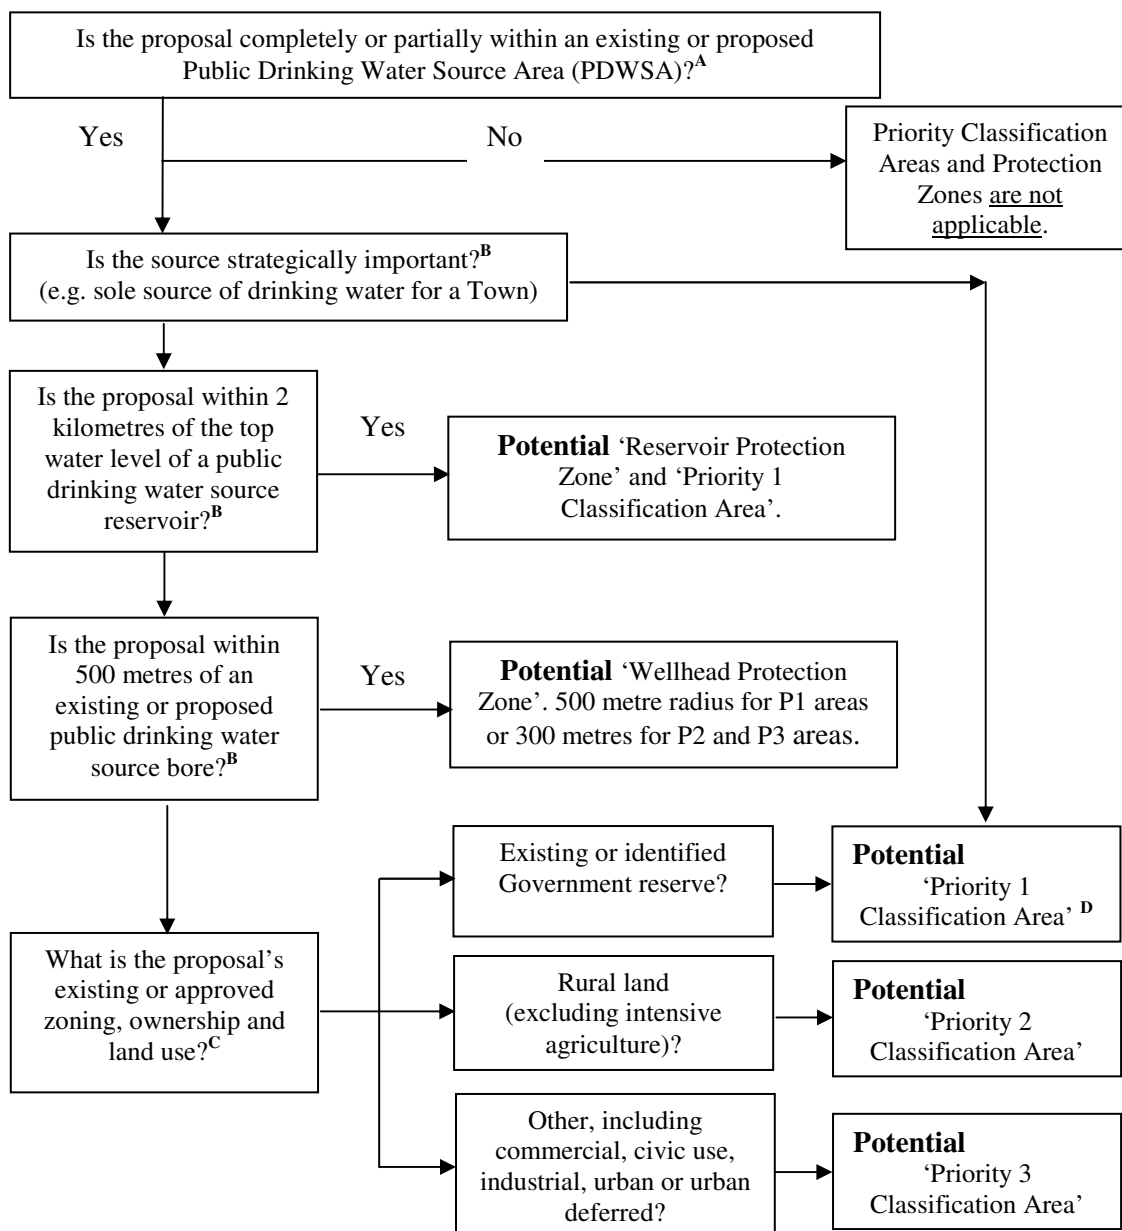 Is the proposal completely or partially within an existing or proposed
Public Drinking Water Source Area (PDWSA)?A
Yes
No
Priority Classification
Areas and Protection
Zones are not
applicable.
Is the source strategically important?B
(e.g. sole source of drinking water for a Town)
Is the proposal within 2
kilometres of the top
water level of a public
drinking water source
reservoir?B
Yes
Potential ‘Reservoir Protection
Zone’ and ‘Priority 1
Classification Area’.
Is the proposal within
500 metres of an
existing or proposed
public drinking water
source bore?B
Yes
Potential ‘Wellhead Protection
Zone’. 500 metre radius for P1 areas
or 300 metres for P2 and P3 areas.
What is the proposal’s
existing or approved
zoning, ownership and
land use?C
Existing or identified
Government reserve?
Potential
‘Priority 1
Classification Area’ D
Rural land
(excluding intensive
agriculture)?
Potential
‘Priority 2
Classification Area’
Other, including
commercial, civic use,
industrial, urban or urban
deferred?
Potential
‘Priority 3
Classification Area’